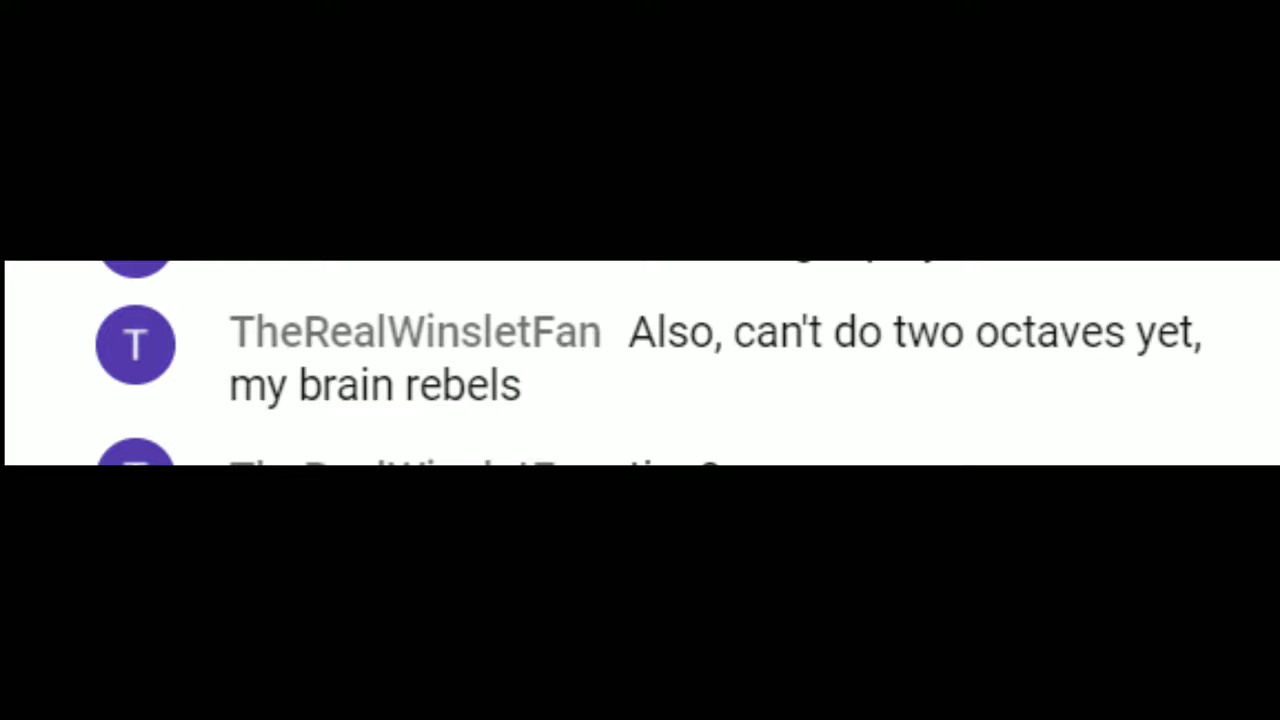 T
TheRealWinsletFan Also, can't do two octaves yet,
my brain rebels